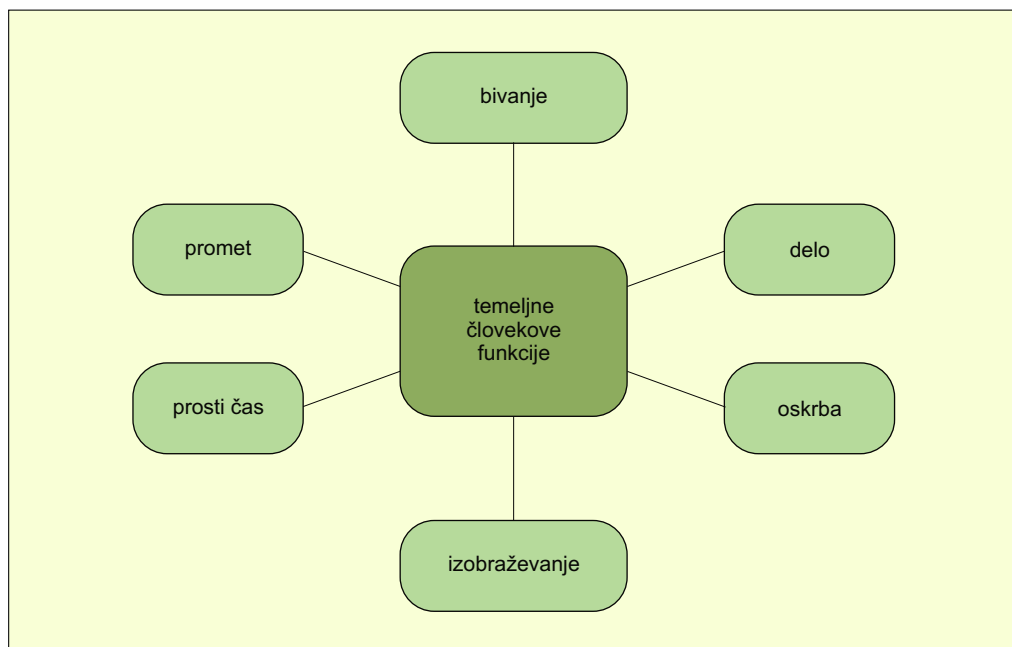 bivanje
promet
delo
temeljne
človekove
funkcije
prosti čas
oskrba
izobraževanje